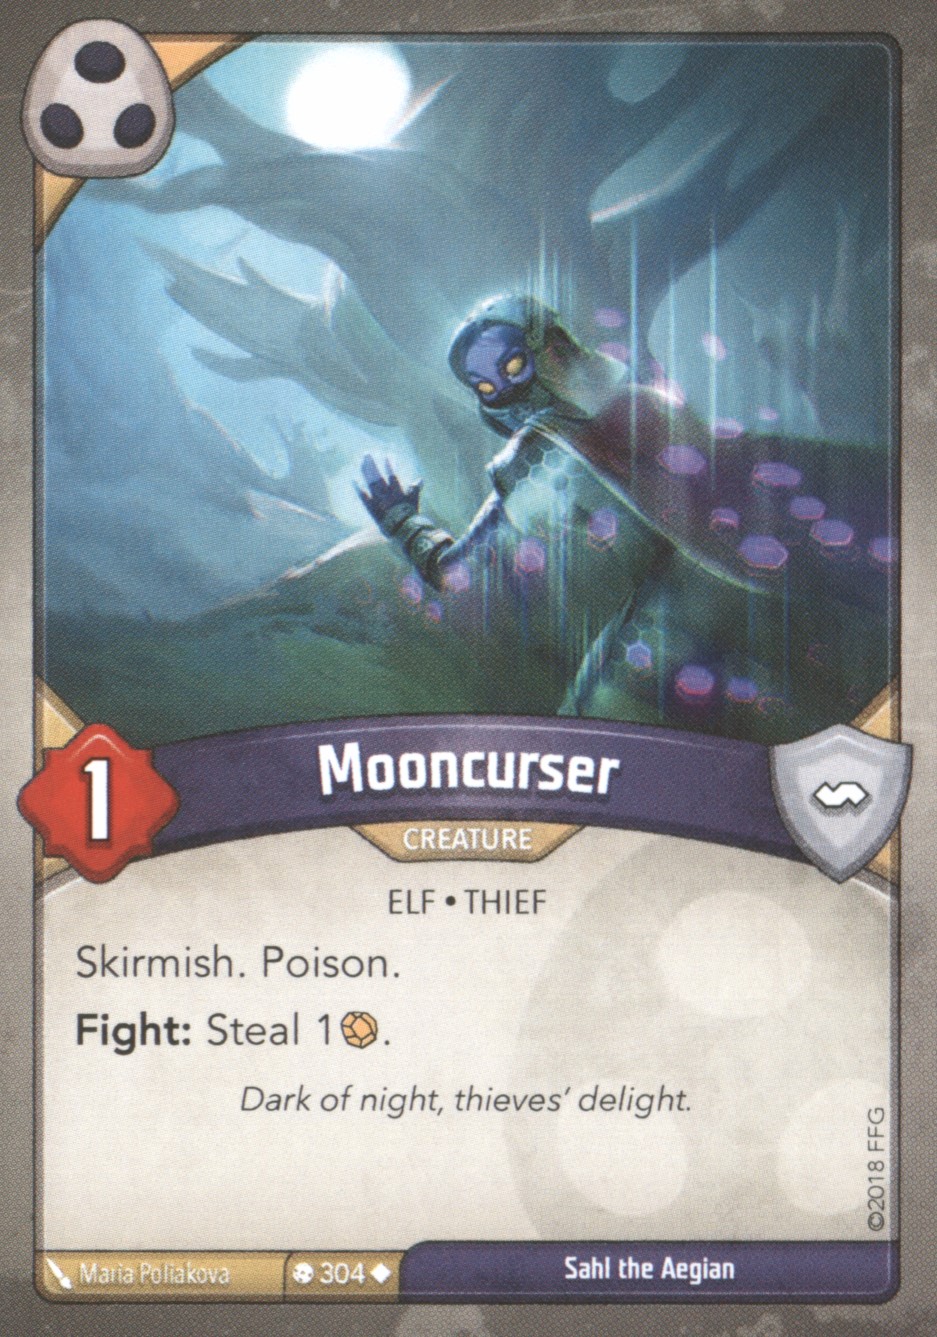 1
Mooncurser
~
CREATURE
ELF • THIEF
Skirmish. Poison.
Fight: Steal 1.
Dark of night, thieves’ delight.
©2018 FFG
Maria Poliakova
304
Sahl the Aegian